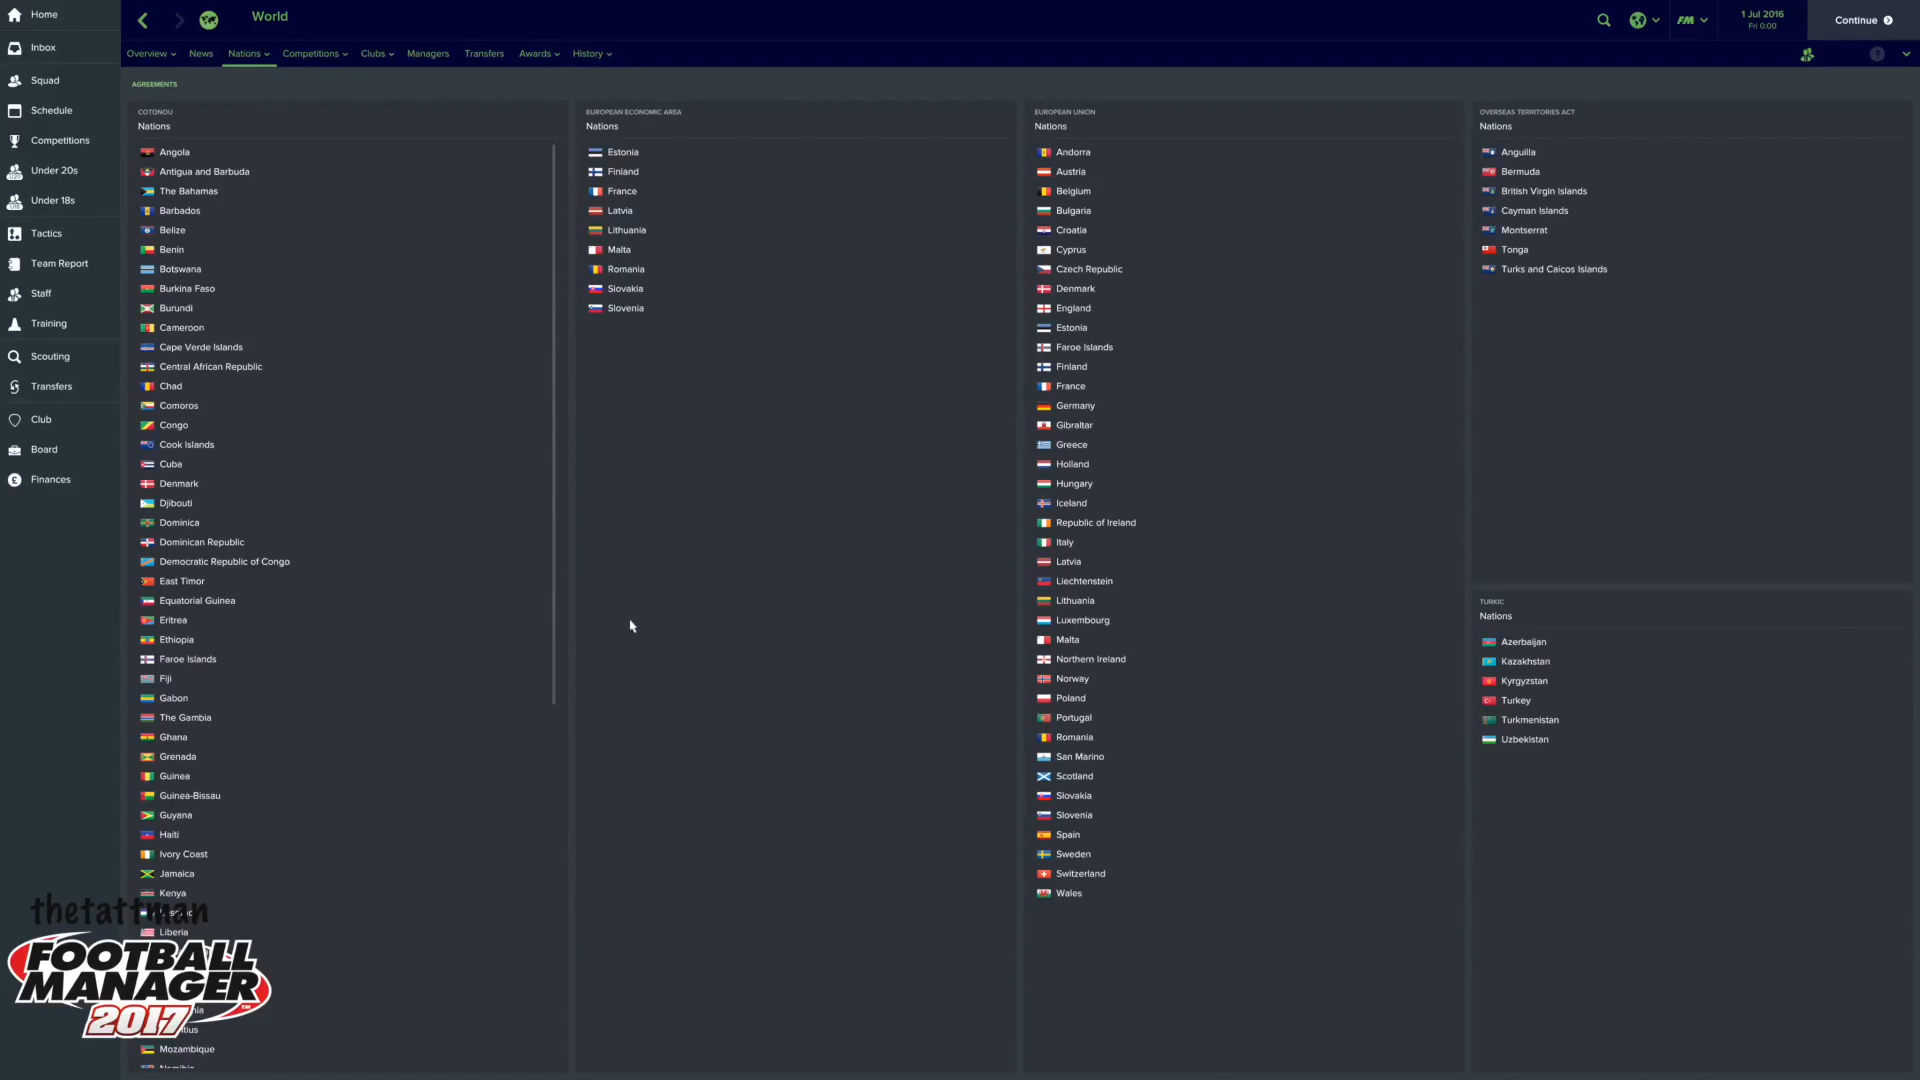 Home
Inbox
Squad
Schedule
Competitions
Under 20s
Under 18s
Tactics
Team Report
Staff
Training
Scouting
Transfers
Club
Board
Finances
World
1 Jul 2016
Fri 0:00
Continue
Overview
News
Nations
Competitions
Clubs
Managers
Transfers
Awards
History
AGREEMENTS
COTONOU
Nations
Angola
Antigua and Barbuda
The Bahamas
Barbados
Belize
Benin
Botswana
Burkina Faso
Burundi
Cameroon
Cape Verde Islands
Central African Republic
Chad
Comoros
Congo
Cook Islands
Cuba
Denmark
Djibouti
Dominica
Dominican Republic
Democratic Republic of Congo
East Timor
Equatorial Guinea
Eritrea
Ethiopia
Faroe Islands
Fiji
Gabon
The Gambia
Ghana
Grenada
Guinea
Guinea-Bissau
Guyana
Haiti
Ivory Coast
Jamaica
Kenya
Liberia
Mozambique
EUROPEAN ECONOMIC AREA
Nations
Estonia
Finland
France
Latvia
Lithuania
Malta
Romania
Slovakia
Slovenia
EUROPEAN UNION
Nations
Andorra
Austria
Belgium
Bulgaria
Croatia
Cyprus
Czech Republic
Denmark
England
Estonia
Faroe Islands
Finland
France
Germany
Gibraltar
Greece
Holland
Hungary
Iceland
Republic of Ireland
Italy
Latvia
Liechtenstein
Lithuania
Luxembourg
Malta
Northern Ireland
Norway
Poland
Portugal
Romania
San Marino
Scotland
Slovakia
Slovenia
Spain
Sweden
Switzerland
Wales
OVERSEAS TERRITORIES ACT
Nations
Anguilla
Bermuda
British Virgin Islands
Cayman Islands
Montserrat
Tonga
Turks and Caicos Islands
TURKIC
Nations
Azerbaijan
Kazakhstan
Kyrgyzstan
Turkey
Turkmenistan
Uzbekistan
thetattman
FOOTBALL
MANAGER
2017